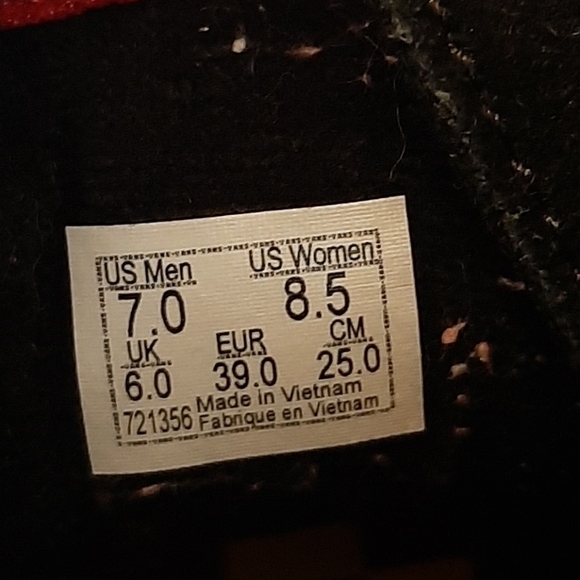 US Men US Women
7.0 8.5
UK EUR CM
6.0 39.0 25.0
Made in Vietnam
721356 Fabrique en Vietnam